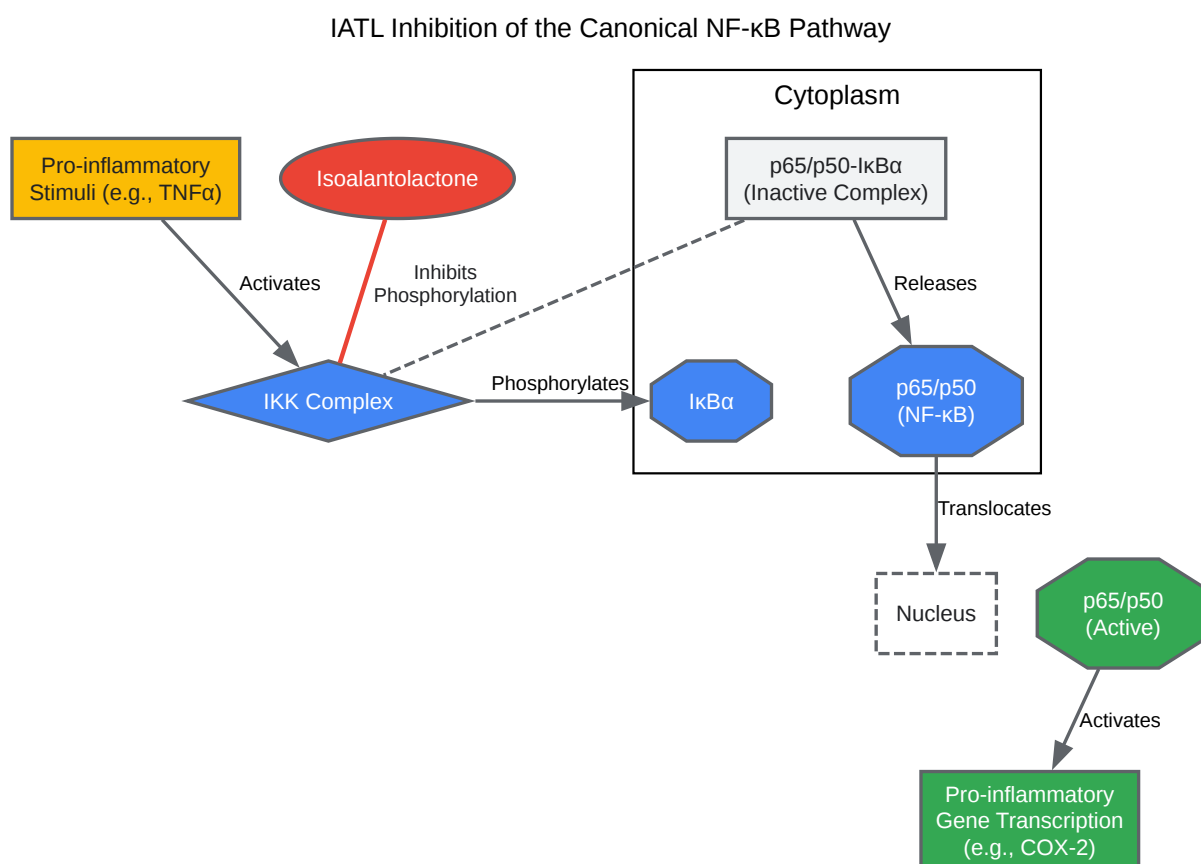 IATL Inhibition of the Canonical NF-κB Pathway
Cytoplasm
Pro-inflammatory
Stimuli (e.g., TNFα)
Isoalantolactone
p65/p50-IκBα
(Inactive Complex)
Activates
Inhibits
Phosphorylation
Releases
IKK Complex
Phosphorylates
IκBα
p65/p50
(NF-κB)
Translocates
Nucleus
p65/p50
(Active)
Activates
Pro-inflammatory
Gene Transcription
(e.g., COX-2)